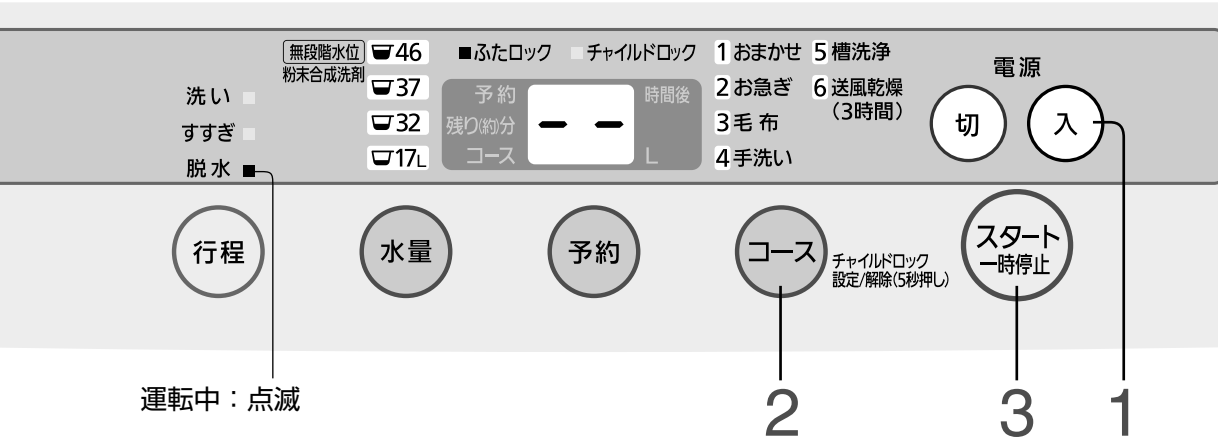 無段階水位
粉末合成洗剤
46
37
32
17L
洗い
すすぎ
脱水
■ふたロック
チャイルドロック
予約
残り(約)分
コース
– –
時間後
L
1 おまかせ
2 お急ぎ
3 毛布
4 手洗い
5 槽洗浄
6 送風乾燥
（3時間）
電源
切
入
行程
水量
予約
コース
チャイルドロック
設定/解除(5秒押し)
スタート
一時停止
運転中：点滅
2
3
1